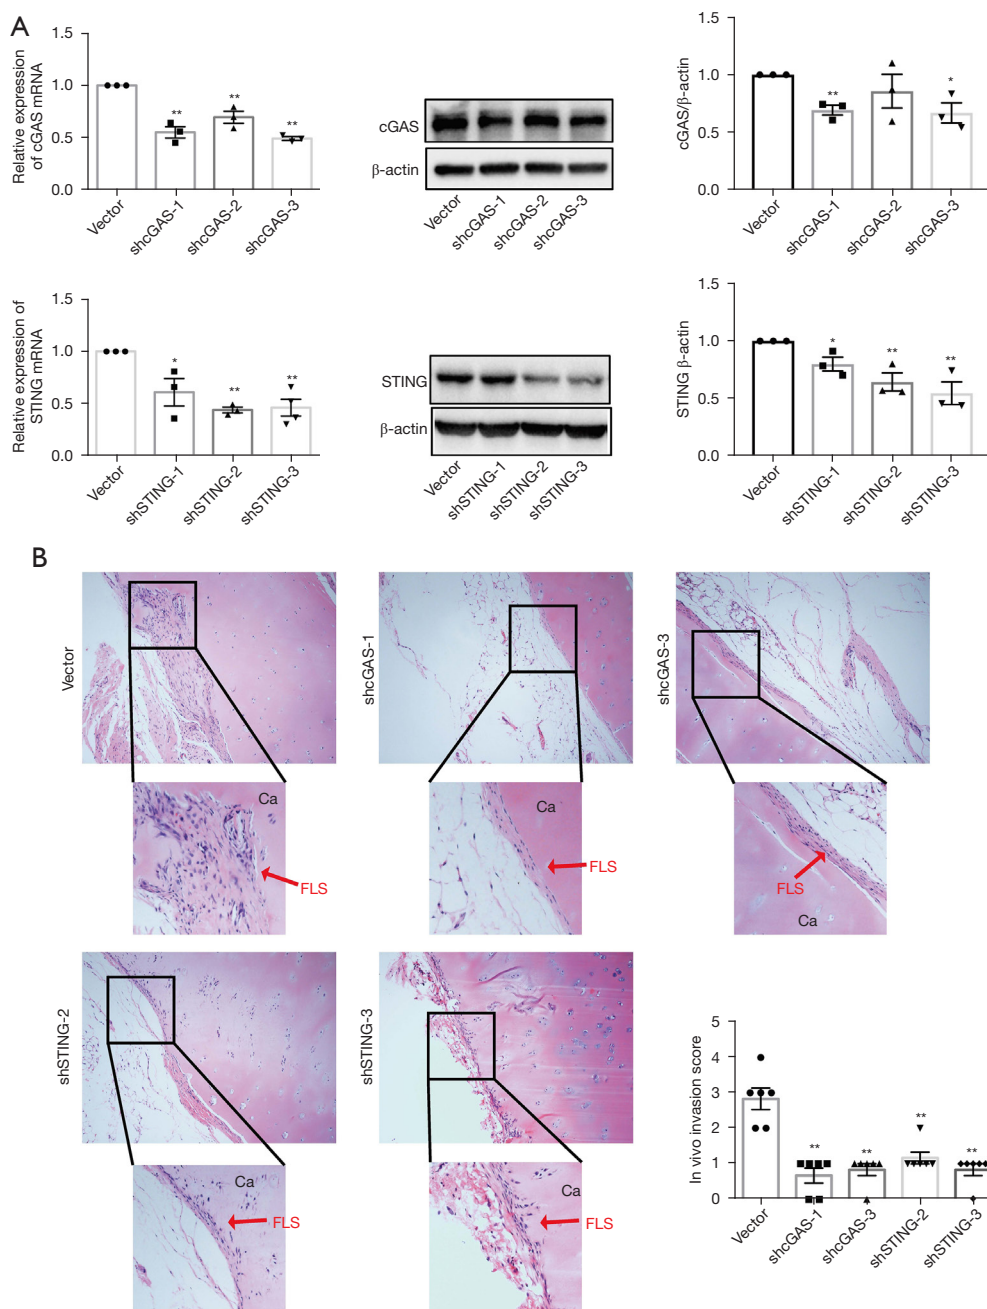 A
Relative expression
of cGAS mRNA
1.5
1.0
0.5
0.0
**
**
**
Vector
shcGAS-1
shcGAS-2
shcGAS-3
cGAS
β-actin
Vector
shcGAS-1
shcGAS-2
shcGAS-3
cGAS/β-actin
1.5
1.0
0.5
0.0
**
*
Vector
shcGAS-1
shcGAS-2
shcGAS-3
Relative expression of
STING mRNA
1.5
1.0
0.5
0.0
*
**
**
Vector
shSTING-1
shSTING-2
shSTING-3
STING
β-actin
Vector
shSTING-1
shSTING-2
shSTING-3
STING β-actin
1.5
1.0
0.5
0.0
*
**
**
Vector
shSTING-1
shSTING-2
shSTING-3
B
Vector
Ca
FLS
shcGAS-1
Ca
FLS
shcGAS-3
FLS
Ca
shSTING-2
Ca
FLS
shSTING-3
Ca
FLS
In vivo Invasion score
5
4
3
2
1
0
**
**
**
**
Vector
shcGAS-1
shcGAS-3
shSTING-2
shSTING-3